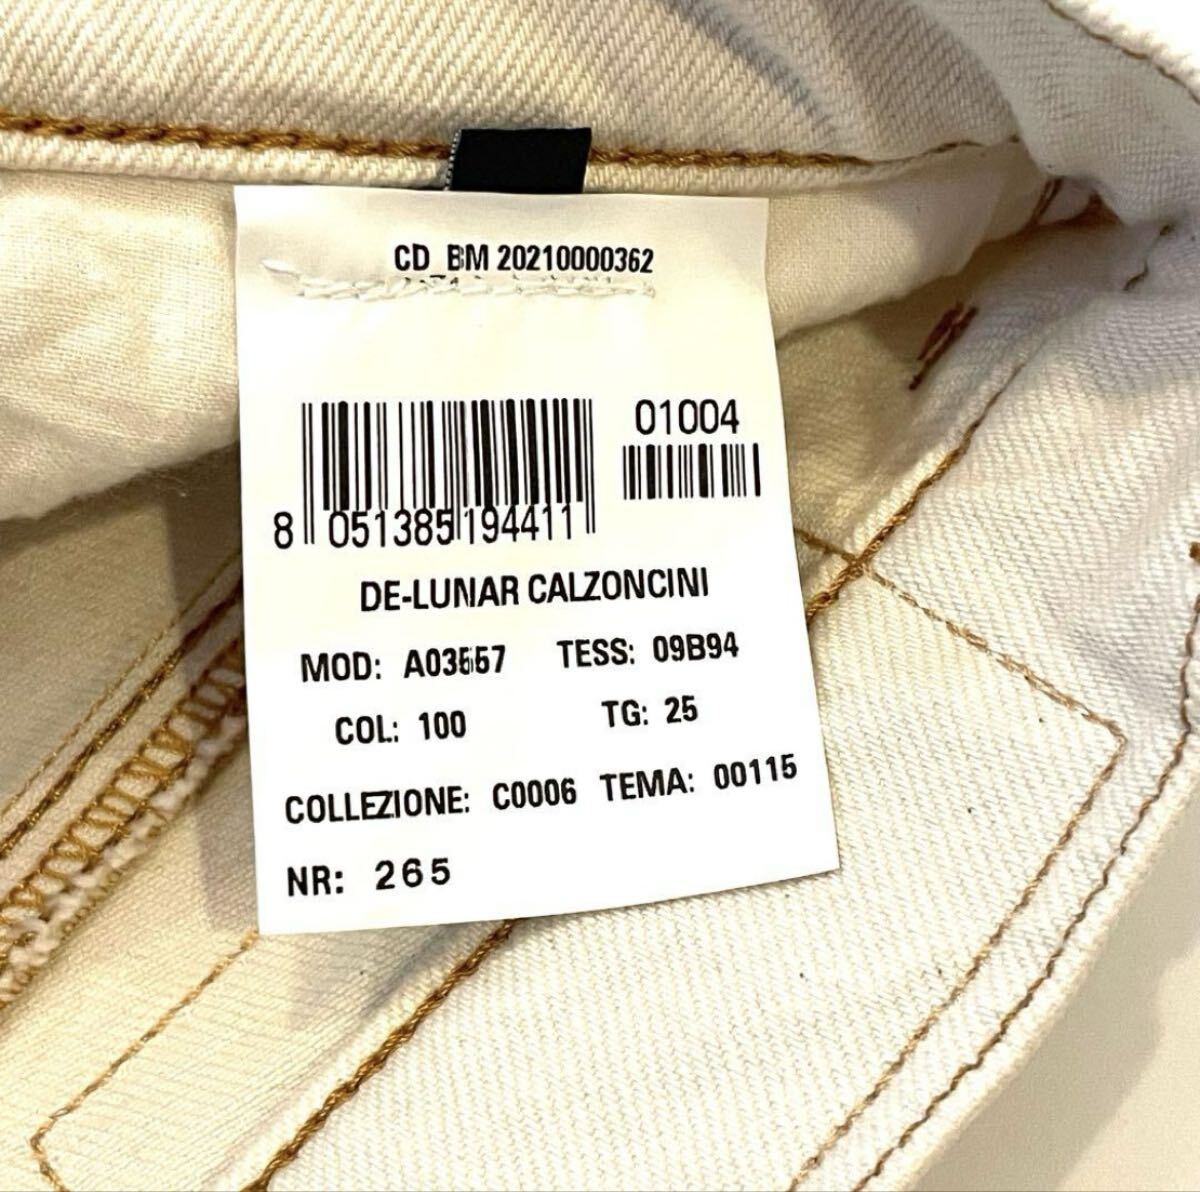 CD BM 20210000362
01004
8 051385 194411
DE-LUNAR CALZONCINI
MOD: A03557 TESS: 09B94
COL: 100 TG: 25
COLLEZIONE: C0006 TEMA: 00115
NR: 265